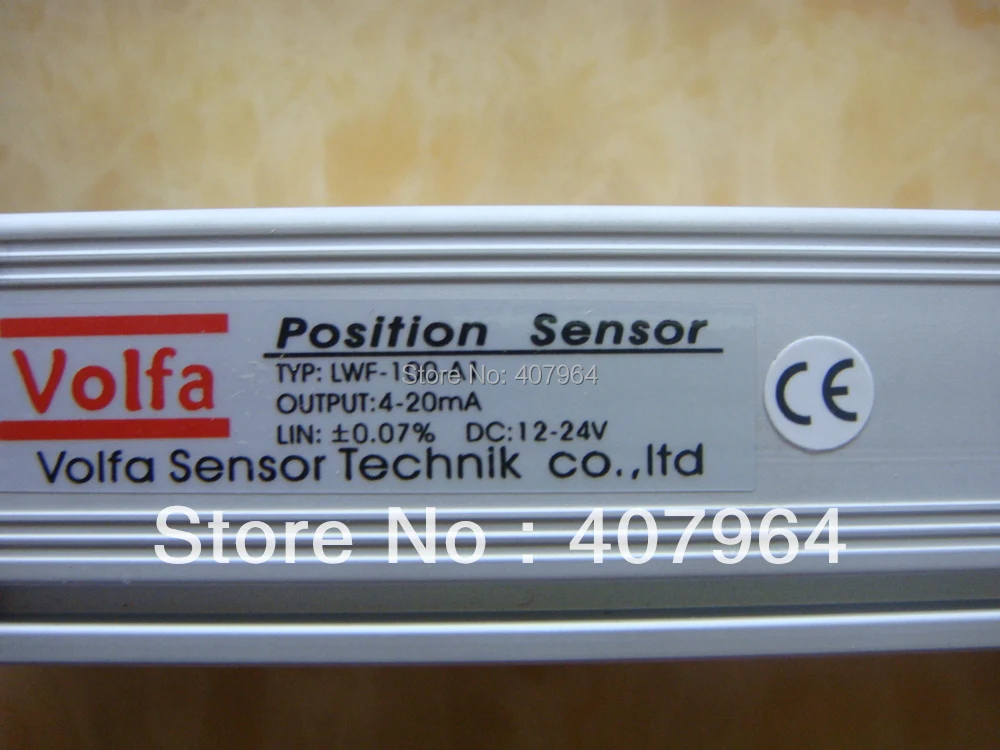 Volfa
Position Sensor
TYP: LWF-
Store No: 407964
OUTPUT:4-20mA
LIN: ±0.07% DC:12-24V
Volfa Sensor Technik co.,ltd
CE
Store No : 407964